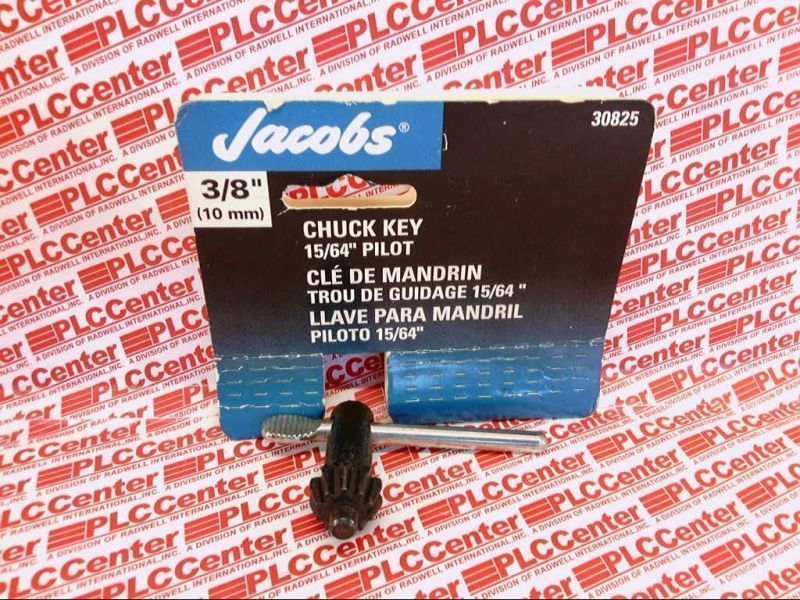 Jacobs®
30825
3/8"
(10 mm)
CHUCK KEY
15/64" PILOT
CLÉ DE MANDRIN
TROU DE GUIDAGE 15/64 "
LLAVE PARA MANDRIL
PILOTO 15/64"
PLCCenter
A DIVISION OF RADWELL INTERNATIONAL, INC.